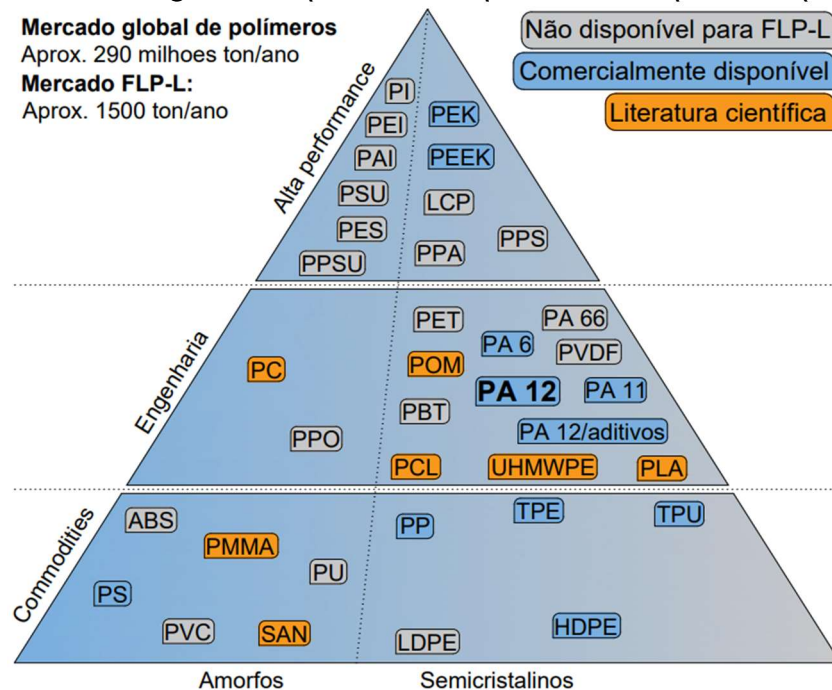 Mercado global de polímeros
Aprox. 290 milhoes ton/ano
Mercado FLP-L:
Aprox. 1500 ton/ano
Não disponível para FLP-L
Comercialmente disponível
Literatura científica
Alta performance
PI
PEI
PEK
PAI
PEEK
PSU
LCP
PES
PPS
PPSU
PPA
Engenharia
PET
PA 66
PA 6
PVDF
PC
POM
PA 12
PA 11
PBT
PPO
PA 12/aditivos
PCL
UHMWPE
PLA
Commodities
ABS
PP
TPE
TPU
PMMA
PU
PS
PVC
SAN
LDPE
HDPE
Amorfos
Semicristalinos